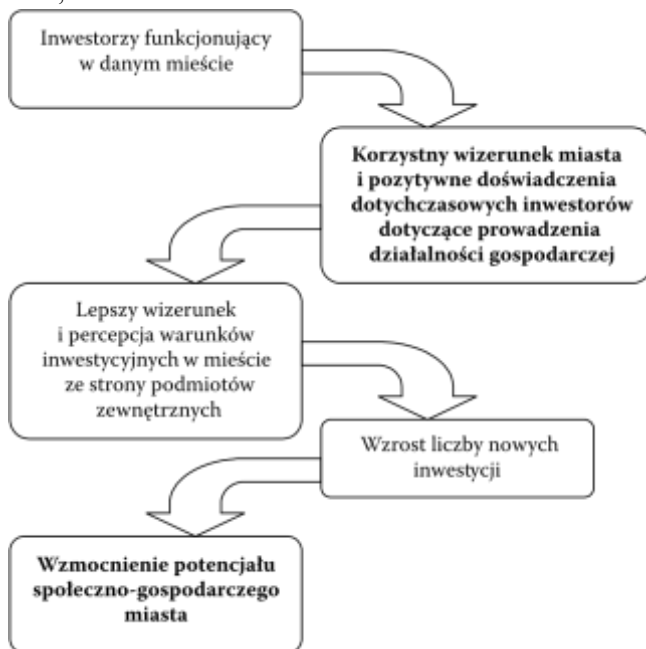 Inwestorzy funkcjonujący
w danym mieście
Korzystny wizerunek miasta
i pozytywne doświadczenia
dotychczasowych inwestorów
dotyczące prowadzenia
działalności gospodarczej
Lepszy wizerunek
i percepcja warunków
inwestycyjnych w mieście
ze strony podmiotów
zewnętrznych
Wzrost liczby nowych
inwestycji
Wzmocnienie potencjału
społeczno-gospodarczego
miasta